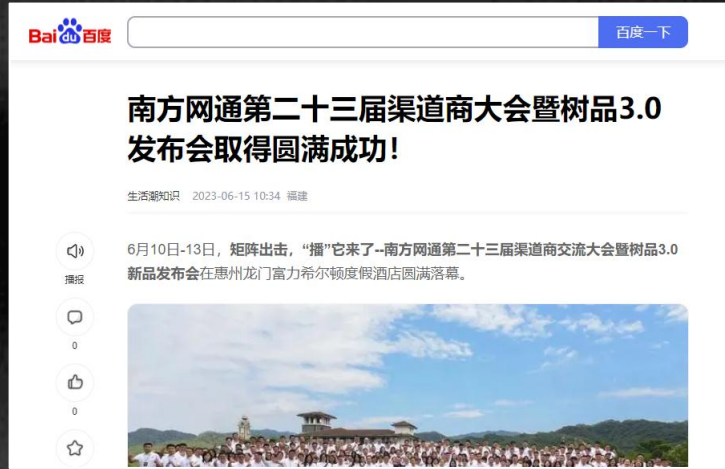 Bai du 百度
百度一下
南方网通第二十三届渠道商大会暨树品3.0
发布会取得圆满成功！
生活潮知识 2023-06-15 10:34 福建
6月10日-13日，矩阵出击，“播”它来了--南方网通第二十三届渠道商交流大会暨树品3.0
新品发布会在惠州龙门富力希尔顿度假酒店圆满落幕。
播报
0
0